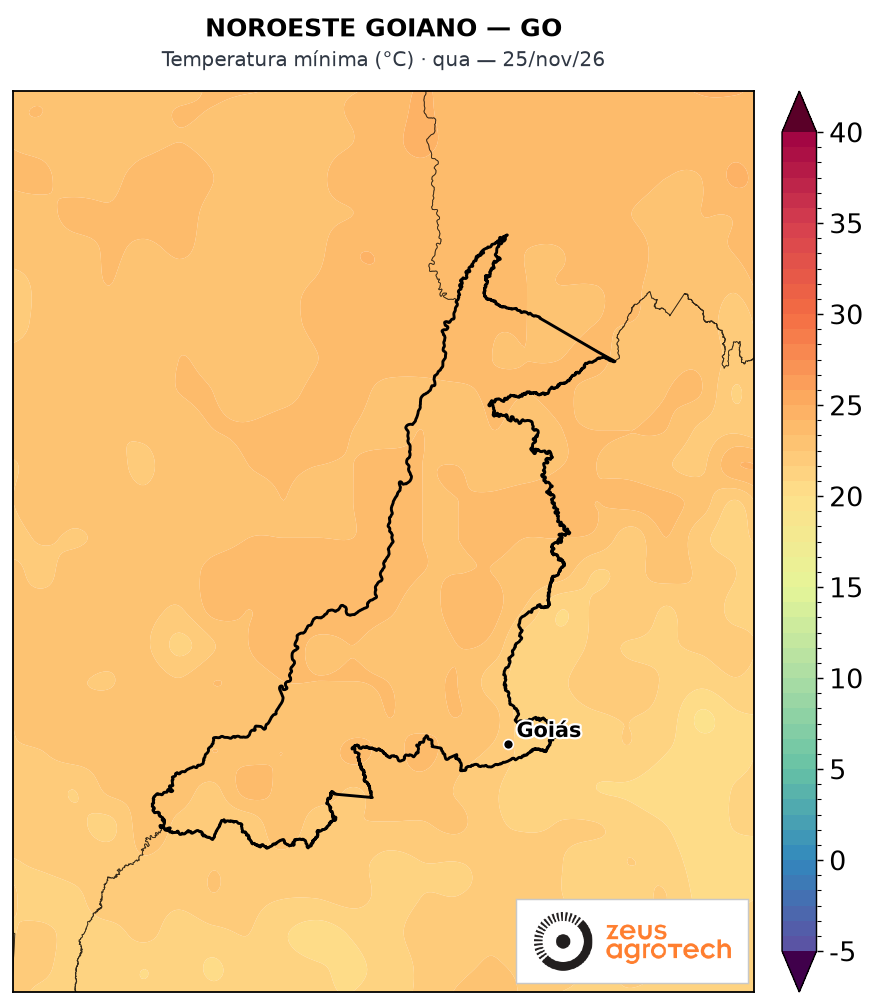 NOROESTE GOIANO — GO
Temperatura mínima (°C) · qua — 25/nov/26
40
35
30
25
20
15
10
5
0
-5
Goiás
zeus
agrotech